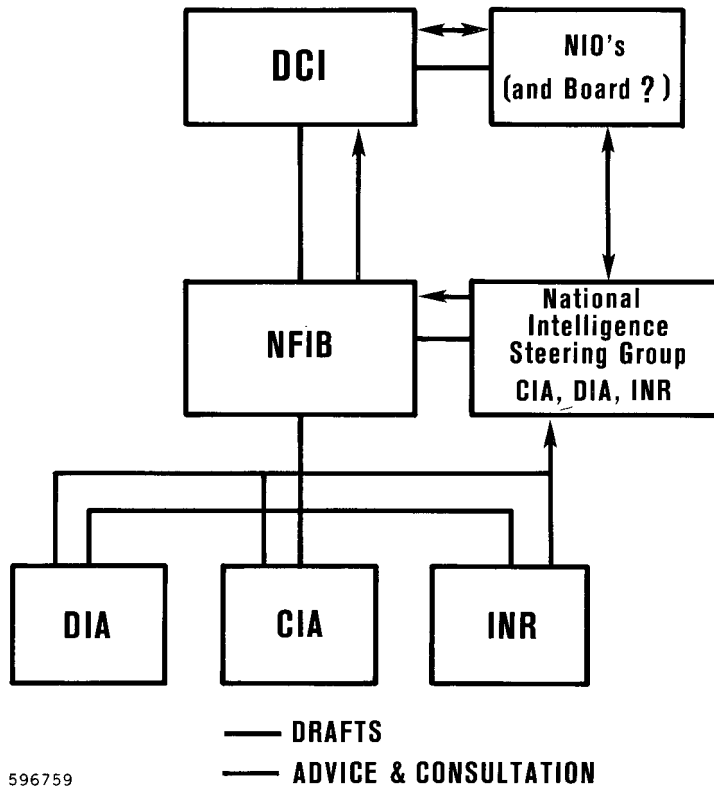 DCI
NIO's
(and Board ?)
NFIB
National
Intelligence
Steering Group
CIA, DIA, INR
DIA
CIA
INR
DRAFTS
ADVICE & CONSULTATION
596759